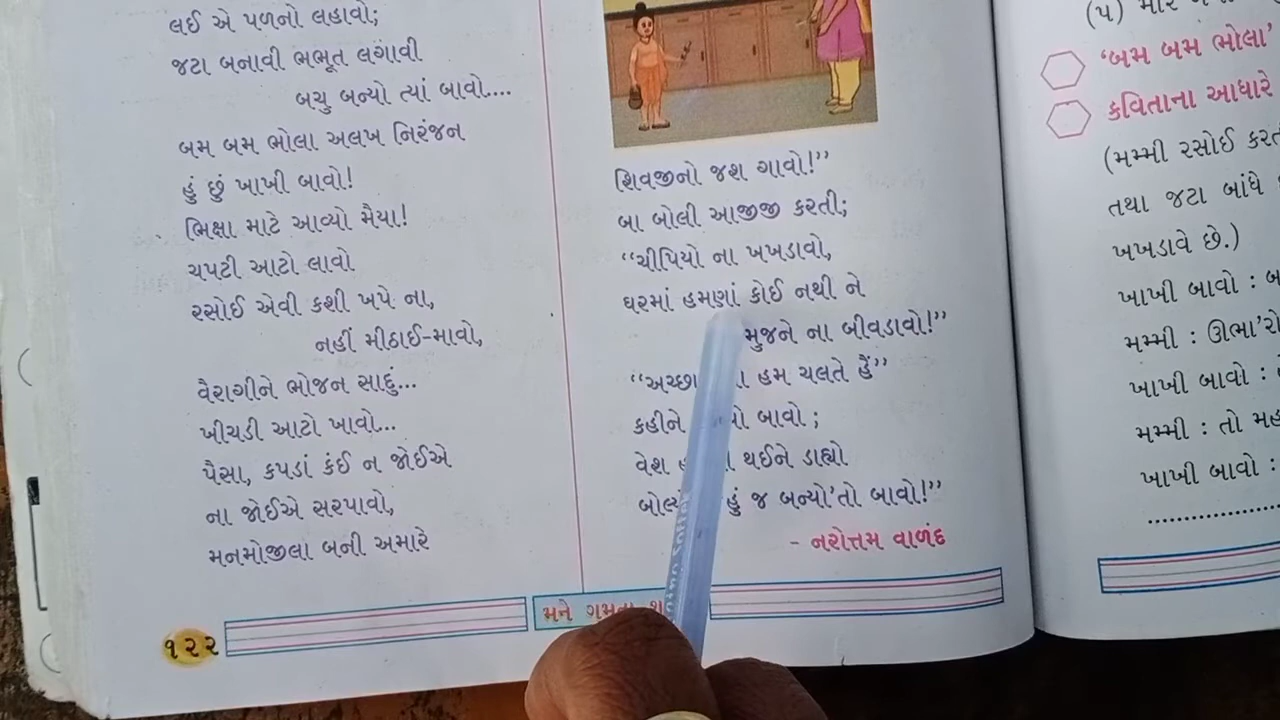 લઈ એ પળનો લહાવો;
જટા બનાવી ભભૂત લગાવી
બચુ બન્યો ત્યાં બાવો....
બમ બમ ભોલા અલખ નિરંજન
હું છું ખાખી બાવો!
ભિક્ષા માટે આવ્યો મૈયા!
ચપટી આટો લાવો
રસોઈ એવી કશી ખપે ના,
નહીં મીઠાઈ-માવો,
વૈરાગીને ભોજન સાદું...
ખીચડી આટો ખાવો...
પૈસા, કપડાં કંઈ ન જોઈએ
ના જોઈએ સરપાવો,
મનમોજીલા બની અમારે
શિવજીનો જશ ગાવો!”
બા બોલી આજીજી કરતી;
“ચીપિયો ના ખખડાવો,
ઘરમાં હમણાં કોઈ નથી ને
મુજને ના બીવડાવો!”
“અચ્છા હમ ચલતે હૈં”
કહીને બાવો ;
વેશ થઈને ડાહ્યો
હું જ બન્યો’તો બાવો!”
- નરોત્તમ વાળંદ
મને
૧૨૨
(૫)
‘બમ બમ ભોલા’
કવિતાના આધારે
(મમ્મી રસોઈ
તથા જટા બાંધે
ખખડાવે છે.)
ખાખી બાવો :
મમ્મી :
ખાખી બાવો :
મમ્મી : તો
ખાખી બાવો :